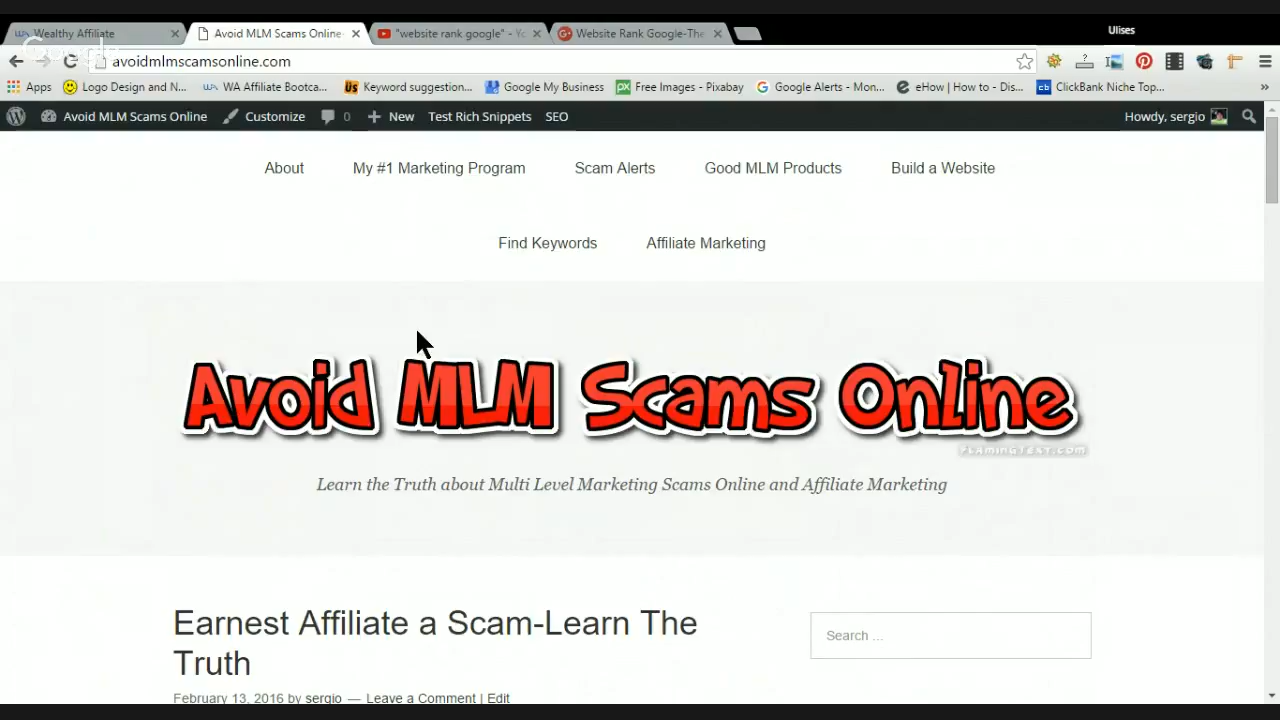 Wealthy Affiliate
Avoid MLM Scams Online
"website rank google" - Yo
Website Rank Google-The
Ulises
Google
avoidmlmscamsonline.com
Apps
Logo Design and N...
WA Affiliate Bootca...
Keyword suggestion...
Google My Business
Free Images - Pixabay
Google Alerts - Mon...
eHow | How to - Dis...
ClickBank Niche Top...
»
Avoid MLM Scams Online
Customize
0
New
Test Rich Snippets
SEO
Howdy, sergio
About
My #1 Marketing Program
Scam Alerts
Good MLM Products
Build a Website
Find Keywords
Affiliate Marketing
Avoid MLM Scams Online
FLAMINGTEXT.COM
Learn the Truth about Multi Level Marketing Scams Online and Affiliate Marketing
Earnest Affiliate a Scam-Learn The
Truth
Search ...
February 13, 2016 by sergio — Leave a Comment | Edit